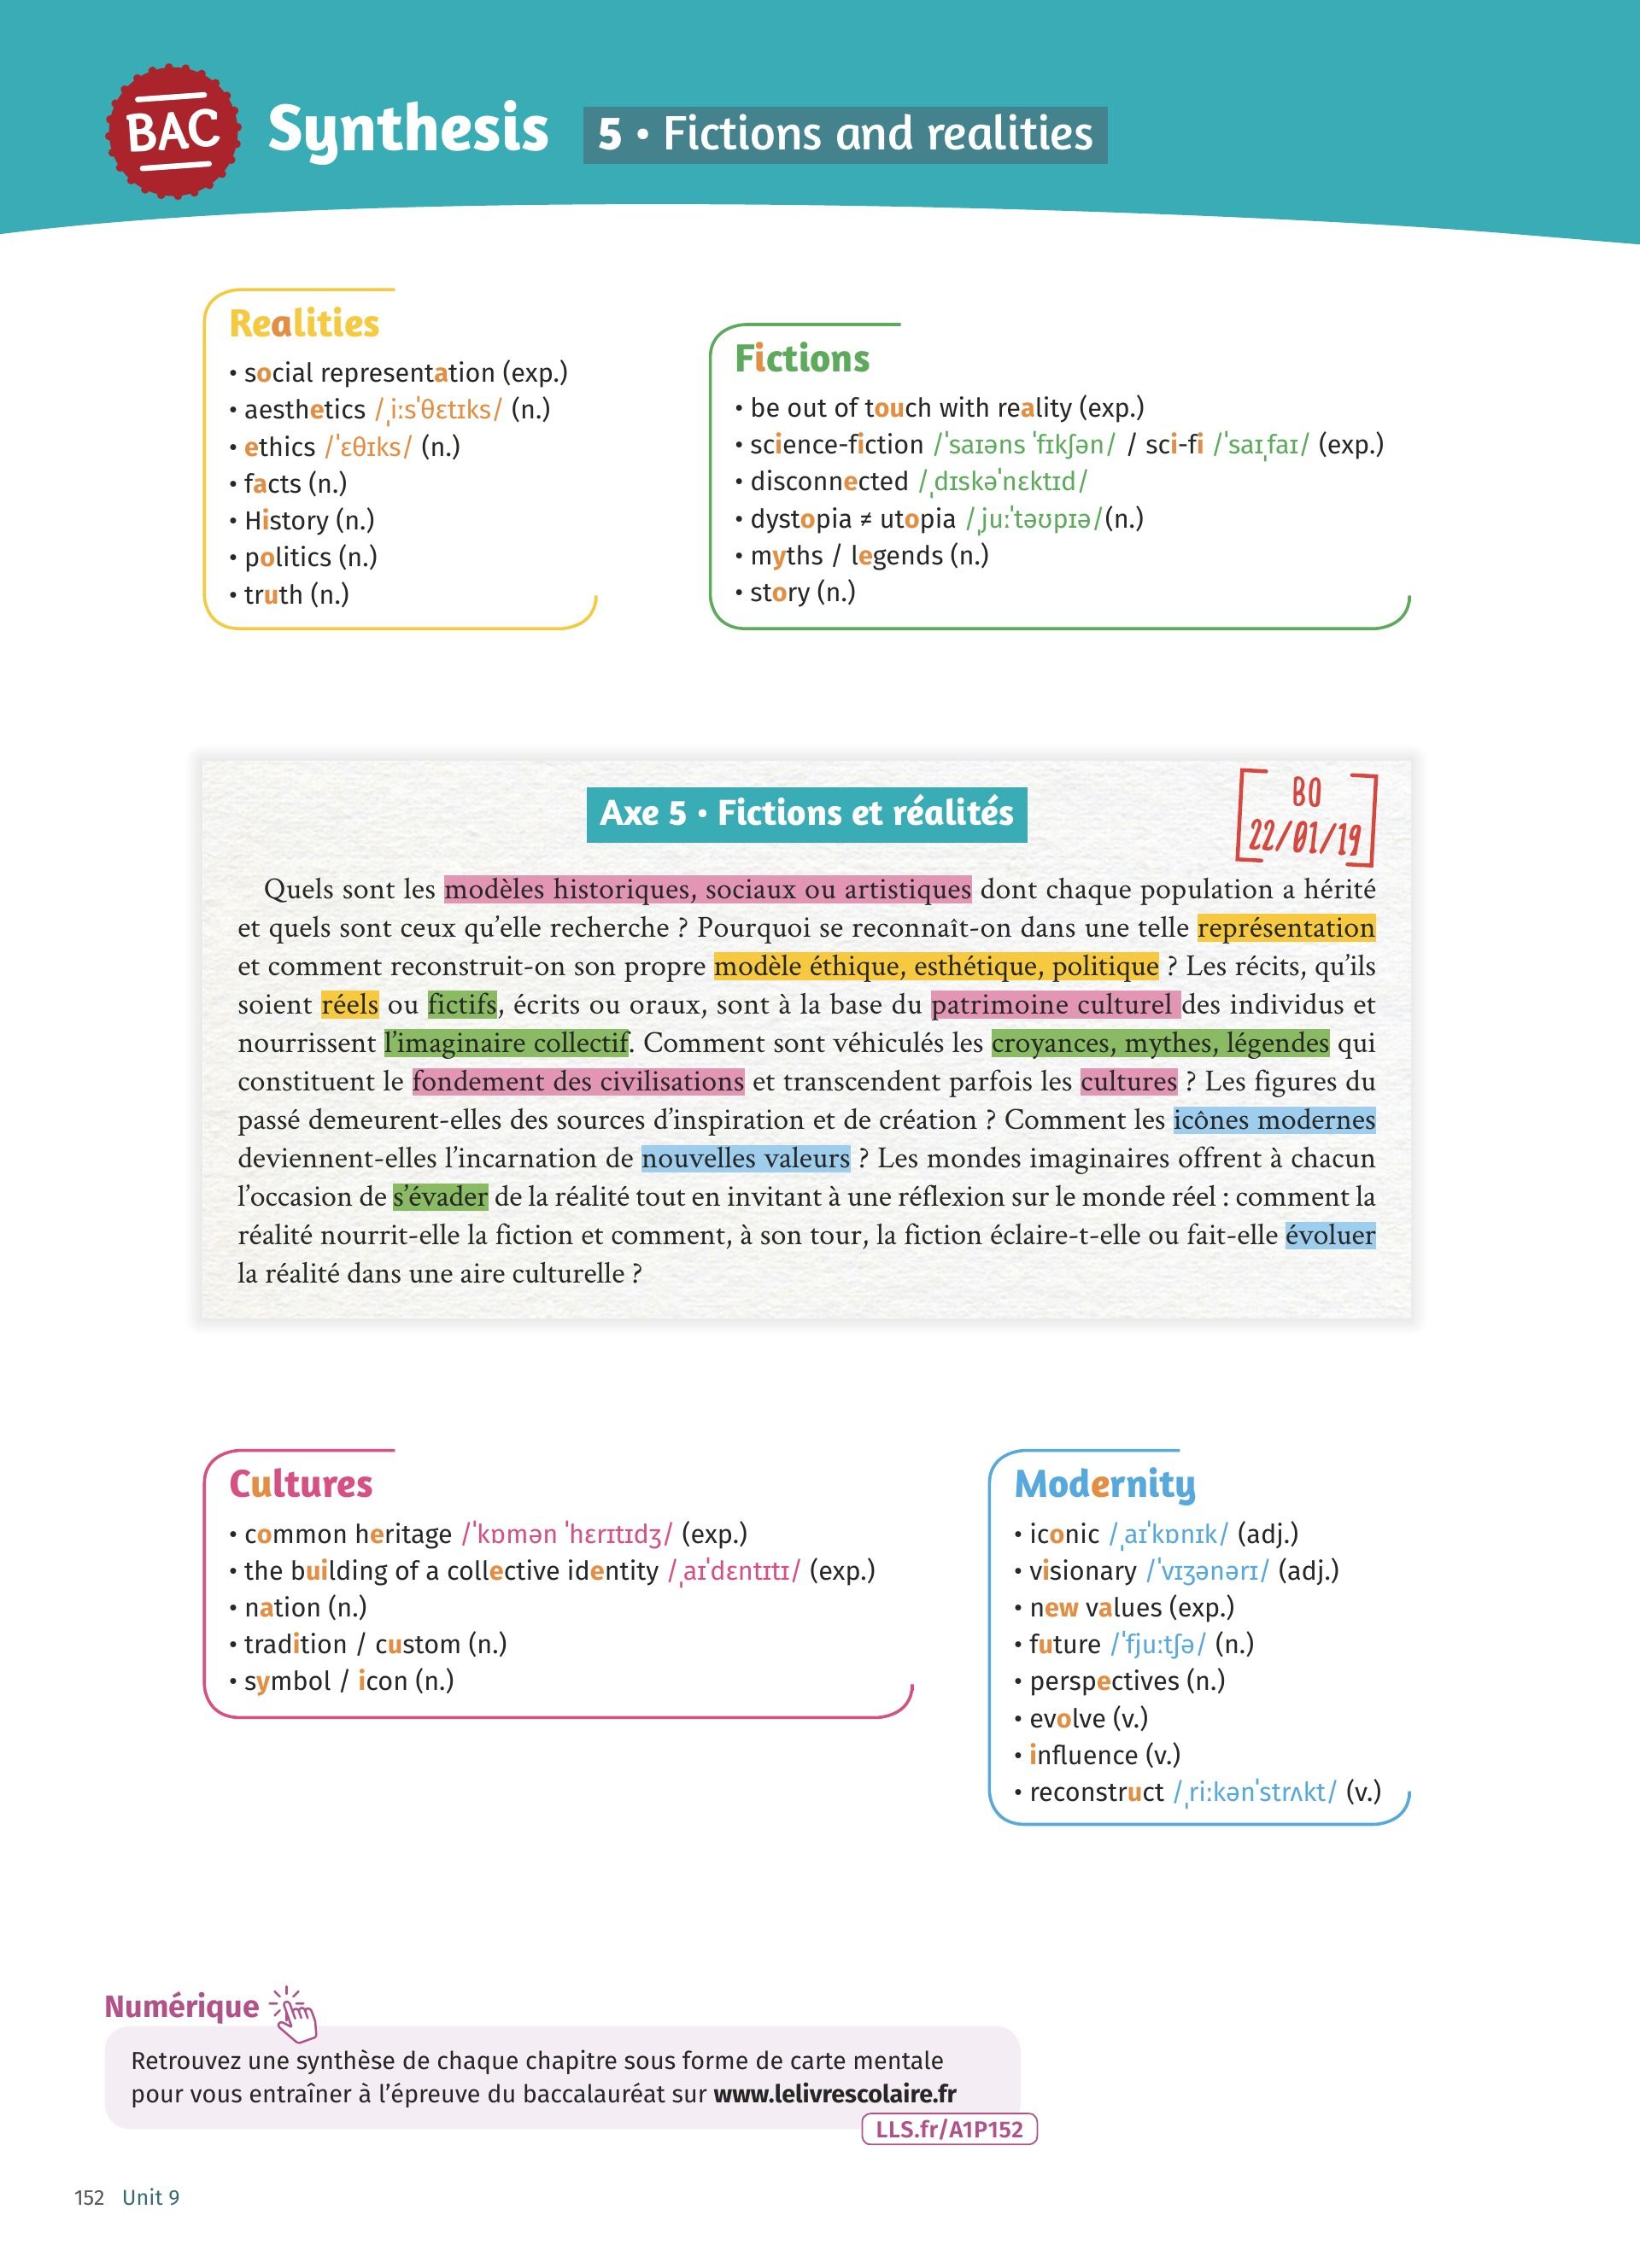 BAC
Synthesis 5 • Fictions and realities
Realities
• social representation (exp.)
• aesthetics /ˌiːsˈθɛtɪks/ (n.)
• ethics /ˈɛθɪks/ (n.)
• facts (n.)
• History (n.)
• politics (n.)
• truth (n.)
Fictions
• be out of touch with reality (exp.)
• science-fiction /ˈsaɪəns ˈfɪkʃən/ / sci-fi /ˈsaɪˌfaɪ/ (exp.)
• disconnected /ˌdɪskəˈnɛktɪd/
• dystopia ≠ utopia /ˌjuːˈtəʊpɪə/(n.)
• myths / legends (n.)
• story (n.)
Axe 5 • Fictions et réalités
BO
22/01/19
Quels sont les modèles historiques, sociaux ou artistiques dont chaque population a hérité
et quels sont ceux qu’elle recherche ? Pourquoi se reconnaît-on dans une telle représentation
et comment reconstruit-on son propre modèle éthique, esthétique, politique ? Les récits, qu’ils
soient réels ou fictifs, écrits ou oraux, sont à la base du patrimoine culturel des individus et
nourrissent l’imaginaire collectif. Comment sont véhiculés les croyances, mythes, légendes qui
constituent le fondement des civilisations et transcendent parfois les cultures ? Les figures du
passé demeurent-elles des sources d’inspiration et de création ? Comment les icônes modernes
deviennent-elles l’incarnation de nouvelles valeurs ? Les mondes imaginaires offrent à chacun
l’occasion de s’évader de la réalité tout en invitant à une réflexion sur le monde réel : comment la
réalité nourrit-elle la fiction et comment, à son tour, la fiction éclaire-t-elle ou fait-elle évoluer
la réalité dans une aire culturelle ?
Cultures
• common heritage /ˈkɒmən ˈhɛrɪtɪdʒ/ (exp.)
• the building of a collective identity /ˌaɪˈdɛntɪtɪ/ (exp.)
• nation (n.)
• tradition / custom (n.)
• symbol / icon (n.)
Modernity
• iconic /ˌaɪˈkɒnɪk/ (adj.)
• visionary /ˈvɪʒənərɪ/ (adj.)
• new values (exp.)
• future /ˈfjuːtʃə/ (n.)
• perspectives (n.)
• evolve (v.)
• influence (v.)
• reconstruct /ˌriːkənˈstrʌkt/ (v.)
Numérique
Retrouvez une synthèse de chaque chapitre sous forme de carte mentale
pour vous entraîner à l’épreuve du baccalauréat sur www.lelivrescolaire.fr
LLS.fr/A1P152
152 Unit 9